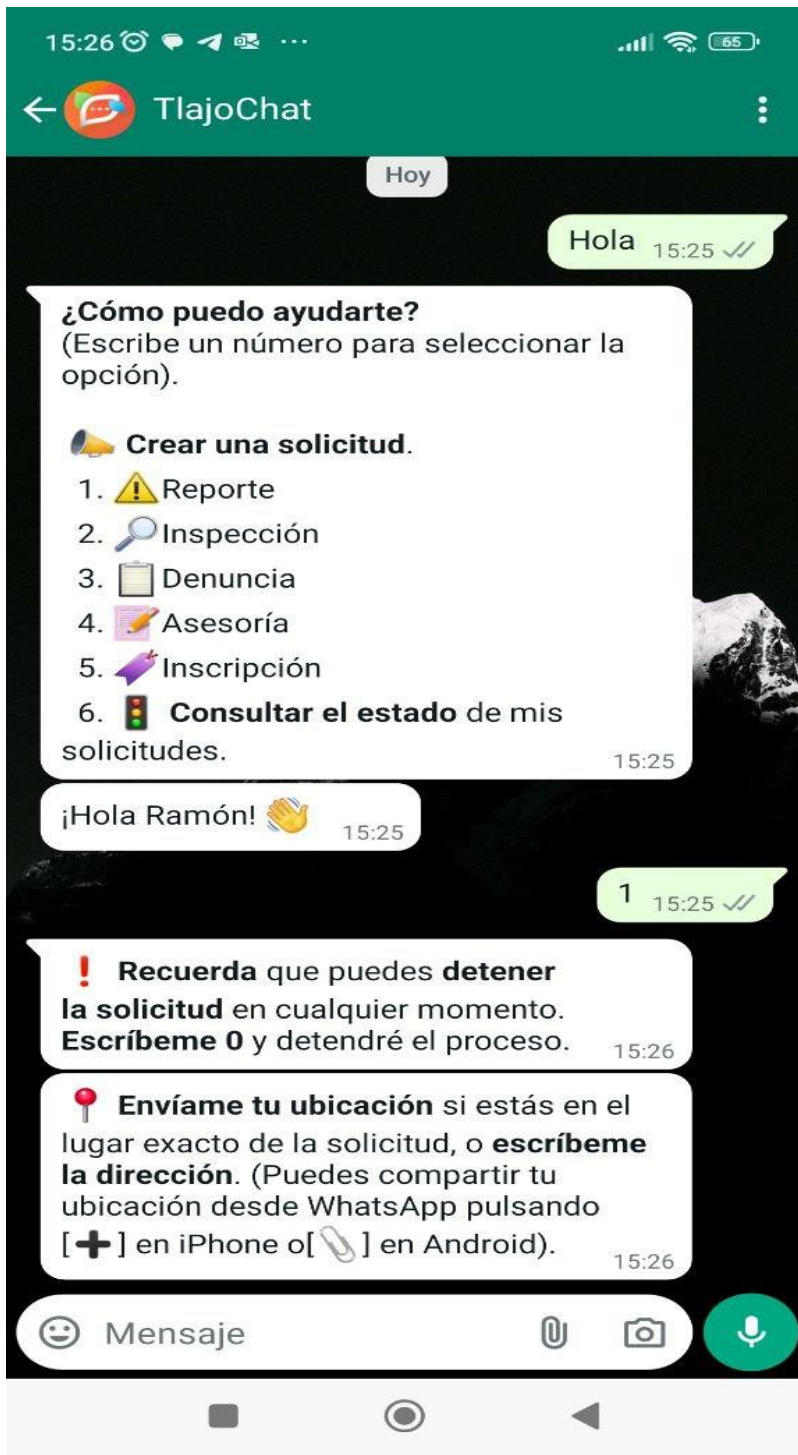 15:26
65
TlajoChat
Hoy
Hola 15:25
¿Cómo puedo ayudarte?
(Escribe un número para seleccionar la
opción).
Crear una solicitud.
1. Reporte
2. Inspección
3. Denuncia
4. Asesoría
5. Inscripción
6. Consultar el estado de mis
solicitudes.
15:25
¡Hola Ramón! 15:25
1 15:25
Recuerda que puedes detener
la solicitud en cualquier momento.
Escríbeme 0 y detendré el proceso. 15:26
Envíame tu ubicación si estás en el
lugar exacto de la solicitud, o escríbeme
la dirección. (Puedes compartir tu
ubicación desde WhatsApp pulsando
[➕] en iPhone o[📎] en Android). 15:26
Mensaje